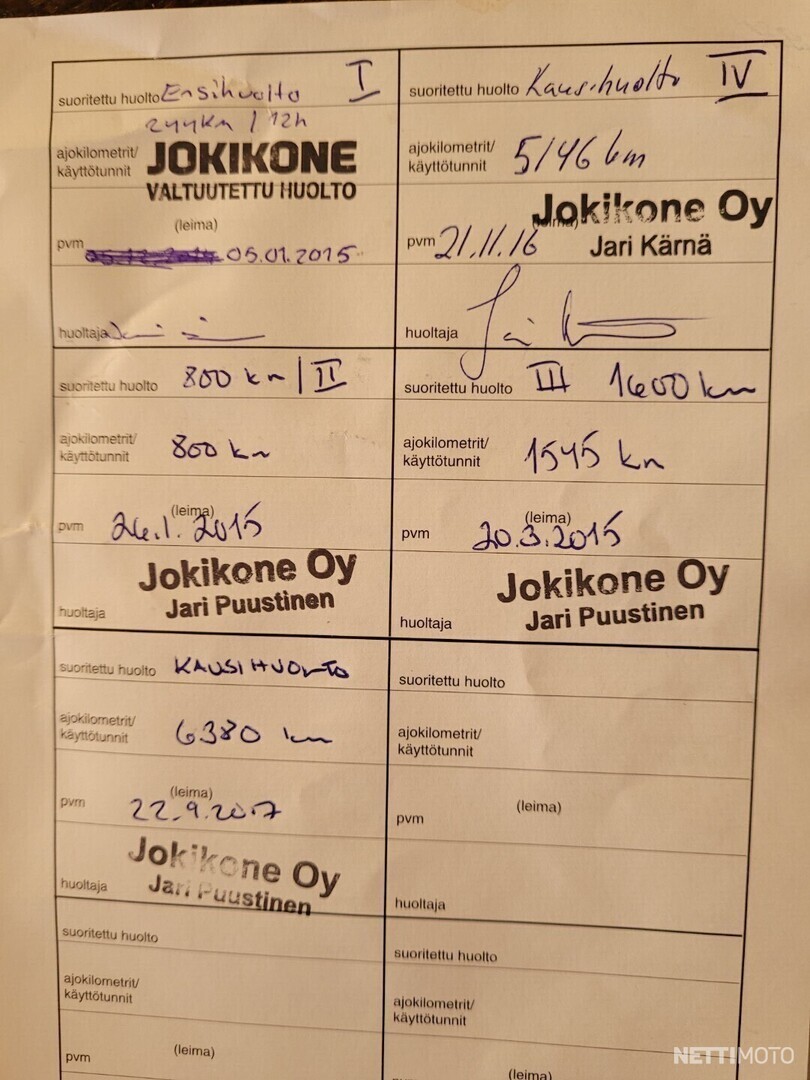 suoritettu huolto Ensihuolto I
244km / 12h
ajokilometrit/
käyttötunnit
JOKIKONE
VALTUUTETTU HUOLTO
(leima)
pvm 05.01.2015
huoltaja
suoritettu huolto Kausihuolto IV
ajokilometrit/
käyttötunnit 5146 km
Jokikone Oy
(leima)
pvm 21.11.16 Jari Kärnä
huoltaja
suoritettu huolto 800 km / II
ajokilometrit/
käyttötunnit 800 km
(leima)
pvm 26.1.2015
Jokikone Oy
Jari Puustinen
huoltaja
suoritettu huolto III 1600 km
ajokilometrit/
käyttötunnit 1545 km
(leima)
pvm 20.3.2015
Jokikone Oy
Jari Puustinen
huoltaja
suoritettu huolto KAUSIHUOLTO
ajokilometrit/
käyttötunnit 6380 km
(leima)
pvm 22.9.2017
Jokikone Oy
Jari Puustinen
huoltaja
suoritettu huolto
ajokilometrit/
käyttötunnit
(leima)
pvm
huoltaja
suoritettu huolto
ajokilometrit/
käyttötunnit
(leima)
pvm
suoritettu huolto
ajokilometrit/
käyttötunnit
(leima)
NETTIMOTO